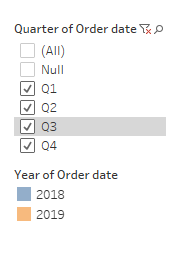 Quarter of Order date
(All)
Null
Q1
Q2
Q3
Q4
Year of Order date
2018
2019